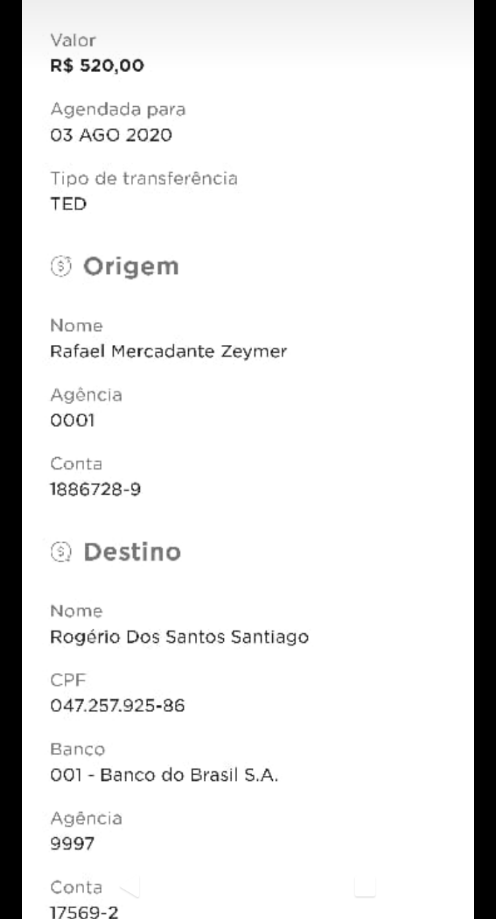 Valor
R$ 520,00
Agendada para
03 AGO 2020
Tipo de transferência
TED
Origem
Nome
Rafael Mercadante Zeymer
Agência
0001
Conta
1886728-9
Destino
Nome
Rogério Dos Santos Santiago
CPF
047.257.925-86
Banco
001 - Banco do Brasil S.A.
Agência
9997
Conta
17569-2